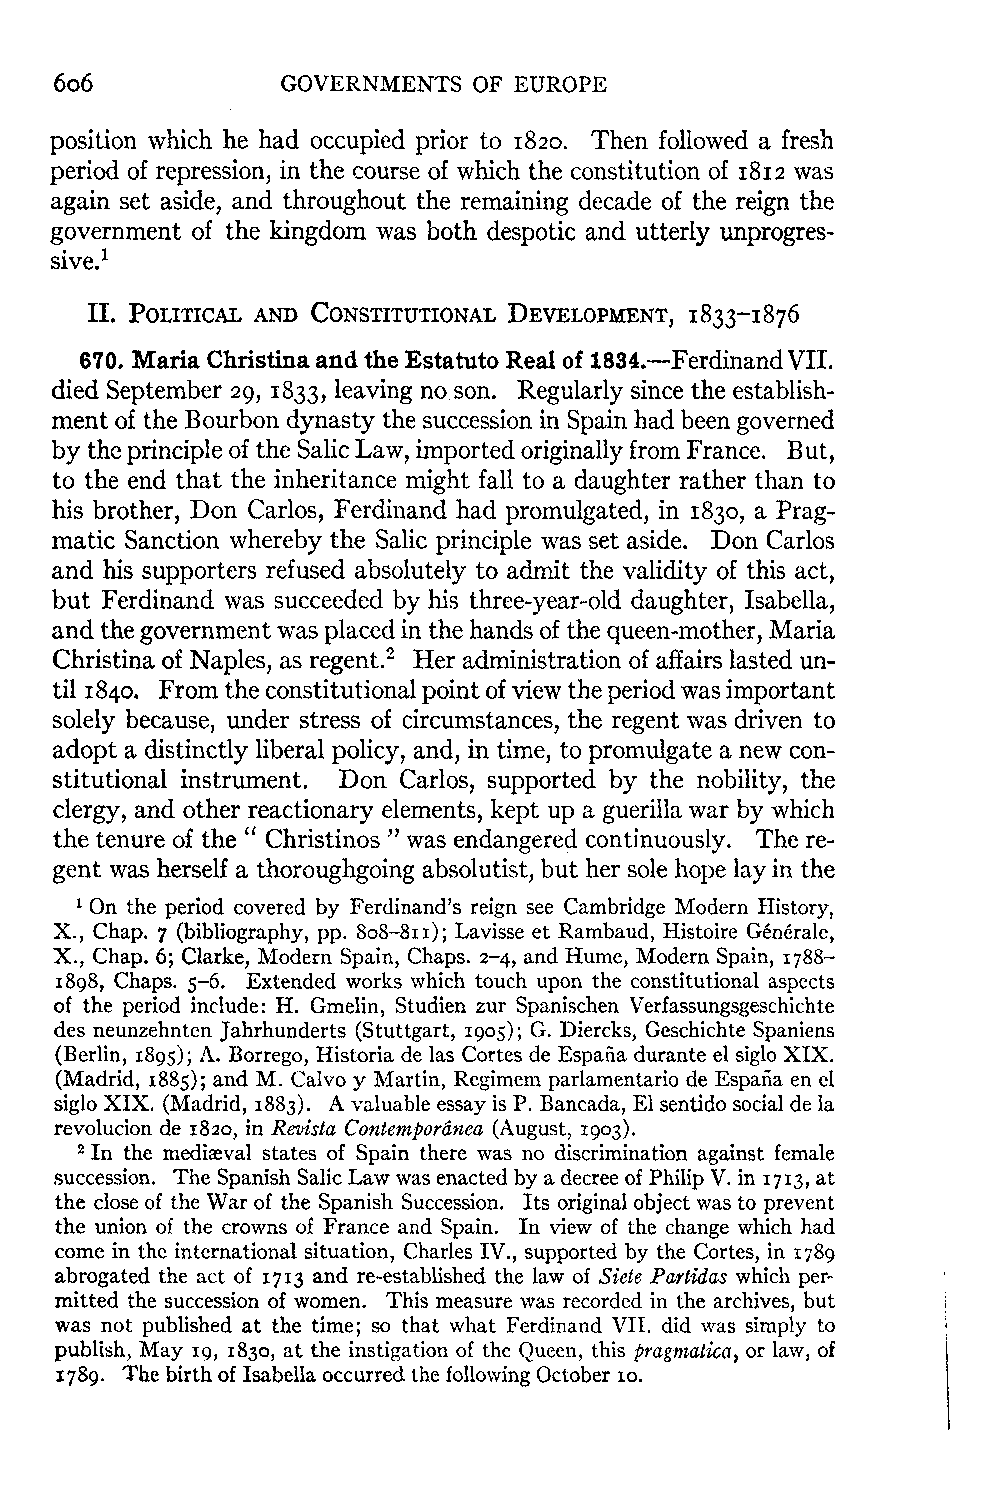 606 GOVERNMENTS OF EUROPE
position which he had occupied prior to 1820. Then followed a fresh
period of repression, in the course of which the constitution of 1812 was
again set aside, and throughout the remaining decade of the reign the
government of the kingdom was both despotic and utterly unprogres-
sive.¹
II. POLITICAL AND CONSTITUTIONAL DEVELOPMENT, 1833–1876
670. Maria Christina and the Estatuto Real of 1834.—Ferdinand VII.
died September 29, 1833, leaving no son. Regularly since the establish-
ment of the Bourbon dynasty the succession in Spain had been governed
by the principle of the Salic Law, imported originally from France. But,
to the end that the inheritance might fall to a daughter rather than to
his brother, Don Carlos, Ferdinand had promulgated, in 1830, a Prag-
matic Sanction whereby the Salic principle was set aside. Don Carlos
and his supporters refused absolutely to admit the validity of this act,
but Ferdinand was succeeded by his three-year-old daughter, Isabella,
and the government was placed in the hands of the queen-mother, Maria
Christina of Naples, as regent.² Her administration of affairs lasted un-
til 1840. From the constitutional point of view the period was important
solely because, under stress of circumstances, the regent was driven to
adopt a distinctly liberal policy, and, in time, to promulgate a new con-
stitutional instrument. Don Carlos, supported by the nobility, the
clergy, and other reactionary elements, kept up a guerilla war by which
the tenure of the " Christinos " was endangered continuously. The re-
gent was herself a thoroughgoing absolutist, but her sole hope lay in the
¹ On the period covered by Ferdinand's reign see Cambridge Modern History,
X., Chap. 7 (bibliography, pp. 808–811); Lavisse et Rambaud, Histoire Générale,
X., Chap. 6; Clarke, Modern Spain, Chaps. 2–4, and Hume, Modern Spain, 1788–
1898, Chaps. 5–6. Extended works which touch upon the constitutional aspects
of the period include: H. Gmelin, Studien zur Spanischen Verfassungsgeschichte
des neunzehnten Jahrhunderts (Stuttgart, 1905); G. Diercks, Geschichte Spaniens
(Berlin, 1895); A. Borrego, Historia de las Cortes de España durante el siglo XIX.
(Madrid, 1885); and M. Calvo y Martin, Regimem parlamentario de España en el
siglo XIX. (Madrid, 1883). A valuable essay is P. Bancada, El sentido social de la
revolucion de 1820, in Revista Contemporánea (August, 1903).
² In the mediæval states of Spain there was no discrimination against female
succession. The Spanish Salic Law was enacted by a decree of Philip V. in 1713, at
the close of the War of the Spanish Succession. Its original object was to prevent
the union of the crowns of France and Spain. In view of the change which had
come in the international situation, Charles IV., supported by the Cortes, in 1789
abrogated the act of 1713 and re-established the law of Siete Partidas which per-
mitted the succession of women. This measure was recorded in the archives, but
was not published at the time; so that what Ferdinand VII. did was simply to
publish, May 19, 1830, at the instigation of the Queen, this pragmatica, or law, of
1789. The birth of Isabella occurred the following October 10.